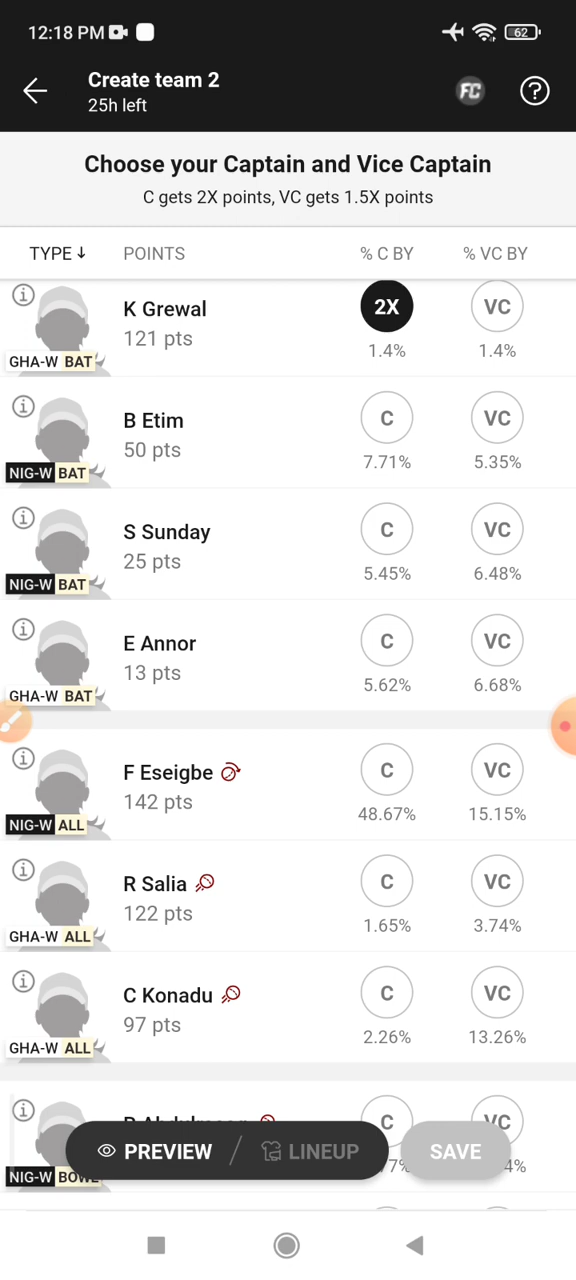 12:18 PM
62
Create team 2
25h left
FC
?
Choose your Captain and Vice Captain
C gets 2X points, VC gets 1.5X points
TYPE↓ POINTS % C BY % VC BY
K Grewal
121 pts
2X VC
1.4% 1.4%
GHA-W BAT
B Etim
50 pts
C VC
7.71% 5.35%
NIG-W BAT
S Sunday
25 pts
C VC
5.45% 6.48%
NIG-W BAT
E Annor
13 pts
C VC
5.62% 6.68%
GHA-W BAT
F Eseigbe
142 pts
C VC
48.67% 15.15%
NIG-W ALL
R Salia
122 pts
C VC
1.65% 3.74%
GHA-W ALL
C Konadu
97 pts
C VC
2.26% 13.26%
GHA-W ALL
C VC
NIG-W BOWL
PREVIEW / LINEUP SAVE